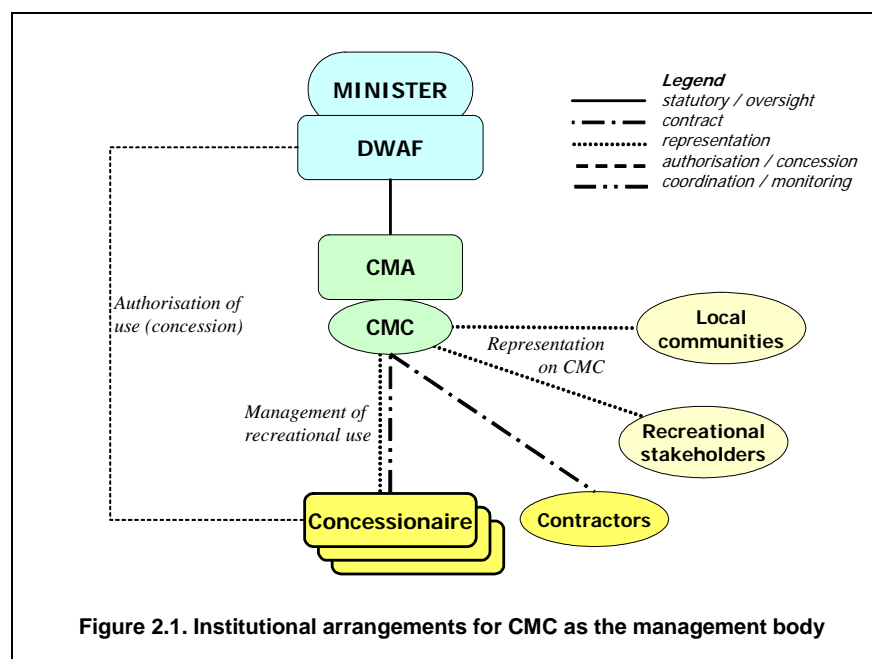 MINISTER
DWAF
Legend
statutory / oversight
contract
representation
authorisation / concession
coordination / monitoring
CMA
CMC
Authorisation of
use (concession)
Local
communities
Representation
on CMC
Management of
recreational use
Recreational
stakeholders
Concessionaire
Contractors
Figure 2.1. Institutional arrangements for CMC as the management body